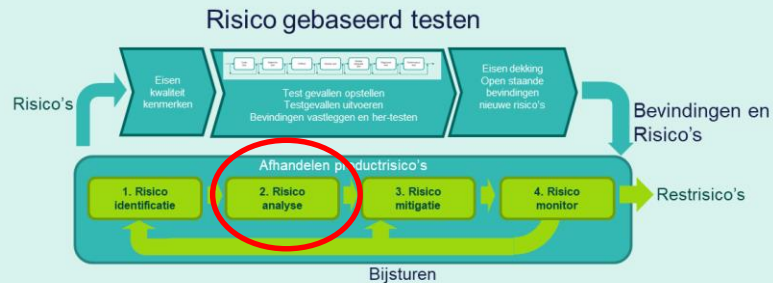 Risico gebaseerd testen
Risico's
Eisen
kwaliteit
kenmerken
Test gevallen opstellen
Testgevallen uitvoeren
Bevindingen vastleggen en her-testen
Eisen dekking
Open staande
bevindingen
nieuwe risico's
Bevindingen en
Risico's
Afhandelen productrisico's
1. Risico
identificatie
2. Risico
analyse
3. Risico
mitigatie
4. Risico
monitor
Restrisico's
Bijsturen